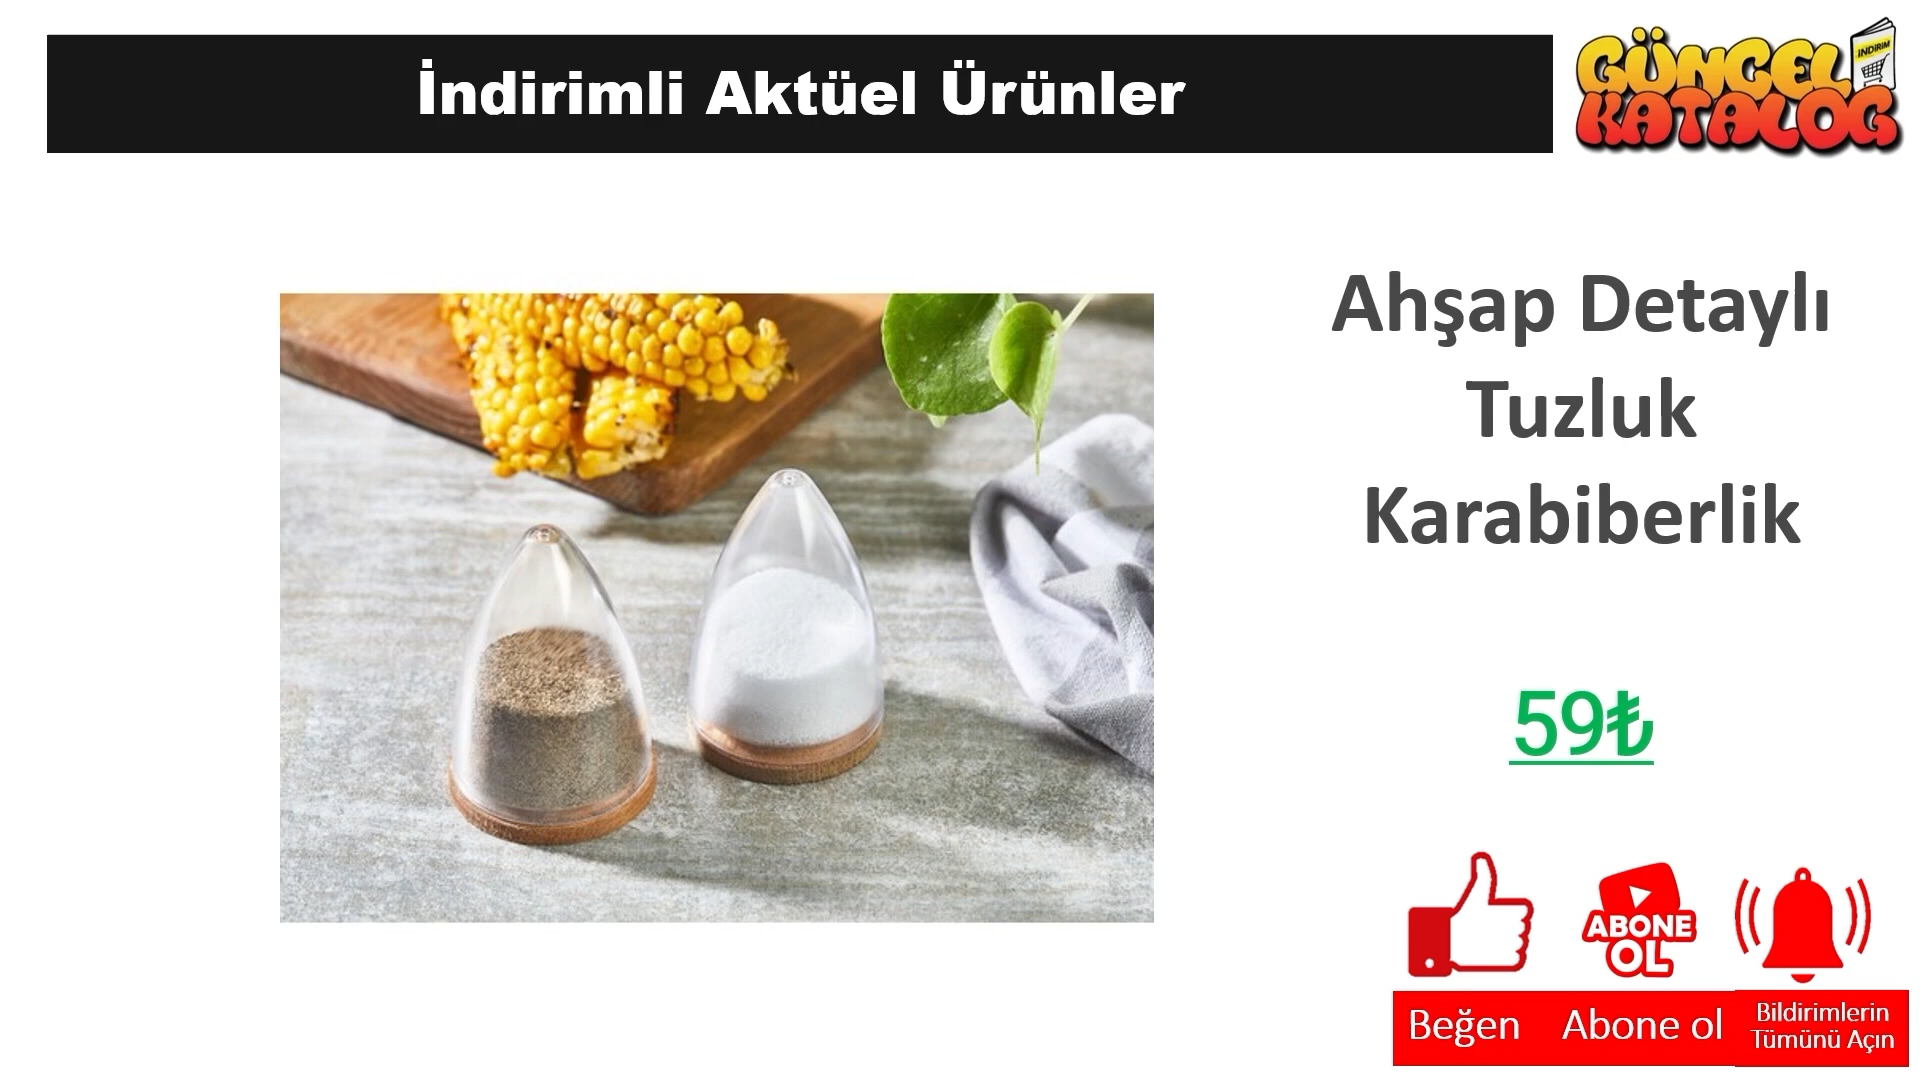 İndirimli Aktüel Ürünler
GÜNCEL
KATALOG
İNDİRİM
Ahşap Detaylı
Tuzluk
Karabiberlik
59₺
ABONE
OL
Beğen
Abone ol
Bildirimlerin
Tümünü Açın